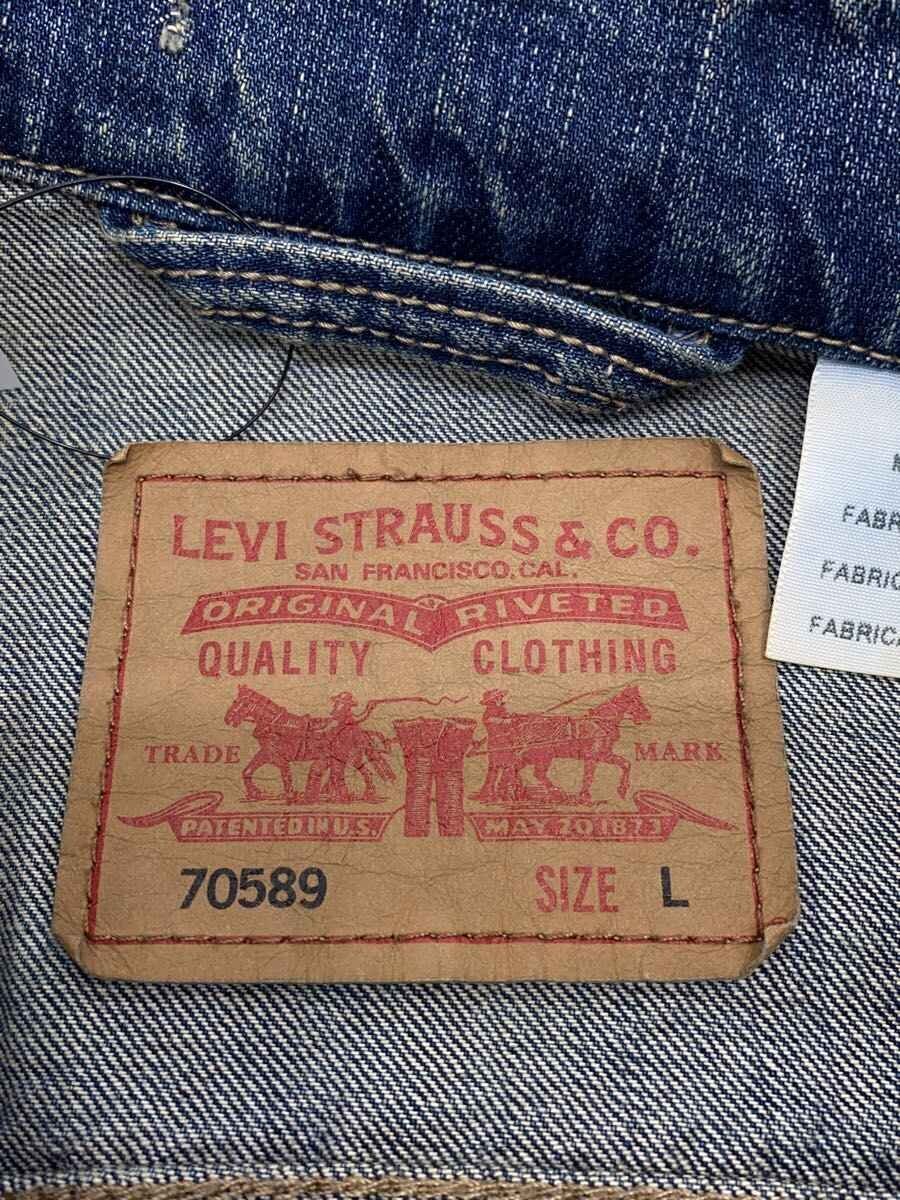 LEVI STRAUSS & CO.
SAN FRANCISCO, CAL.
ORIGINAL RIVETED
QUALITY CLOTHING
TRADE MARK
PATENTED IN U.S. MAY 20 1873
70589 SIZE L
FABR
FABRIC
FABRICA